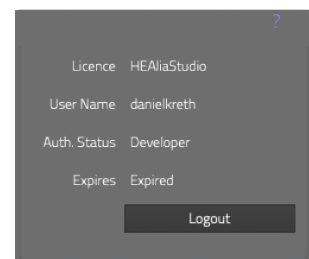 ?
Licence HEAliaStudio
User Name danielkreth
Auth. Status Developer
Expires Expired
Logout